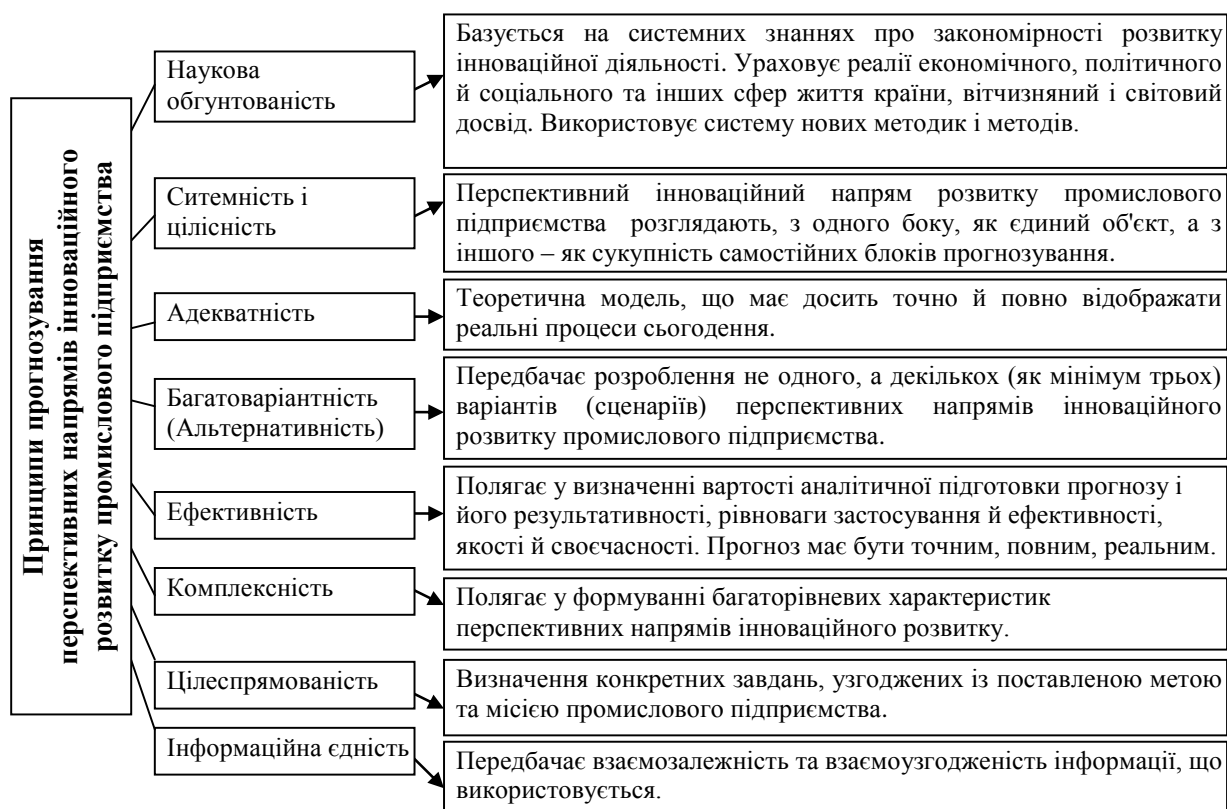 Принципи прогнозування
перспективних напрямів інноваційного
розвитку промислового підприємства
Наукова
обгунтованість
Базується на системних знаннях про закономірності розвитку
інноваційної діяльності. Ураховує реалії економічного, політичного
й соціального та інших сфер життя країни, вітчизняний і світовий
досвід. Використовує систему нових методик і методів.
Ситемність і
цілісність
Перспективний інноваційний напрям розвитку промислового
підприємства розглядають, з одного боку, як єдиний об'єкт, а з
іншого – як сукупність самостійних блоків прогнозування.
Адекватність
Теоретична модель, що має досить точно й повно відображати
реальні процеси сьогодення.
Багатоваріантність
(Альтернативність)
Передбачає розроблення не одного, а декількох (як мінімум трьох)
варіантів (сценаріїв) перспективних напрямів інноваційного
розвитку промислового підприємства.
Ефективність
Полягає у визначенні вартості аналітичної підготовки прогнозу і
його результативності, рівноваги застосування й ефективності,
якості й своєчасності. Прогноз має бути точним, повним, реальним.
Комплексність
Полягає у формуванні багаторівневих характеристик
перспективних напрямів інноваційного розвитку.
Цілеспрямованість
Визначення конкретних завдань, узгоджених із поставленою метою
та місією промислового підприємства.
Інформаційна єдність
Передбачає взаємозалежність та взаємоузгодженість інформації, що
використовується.